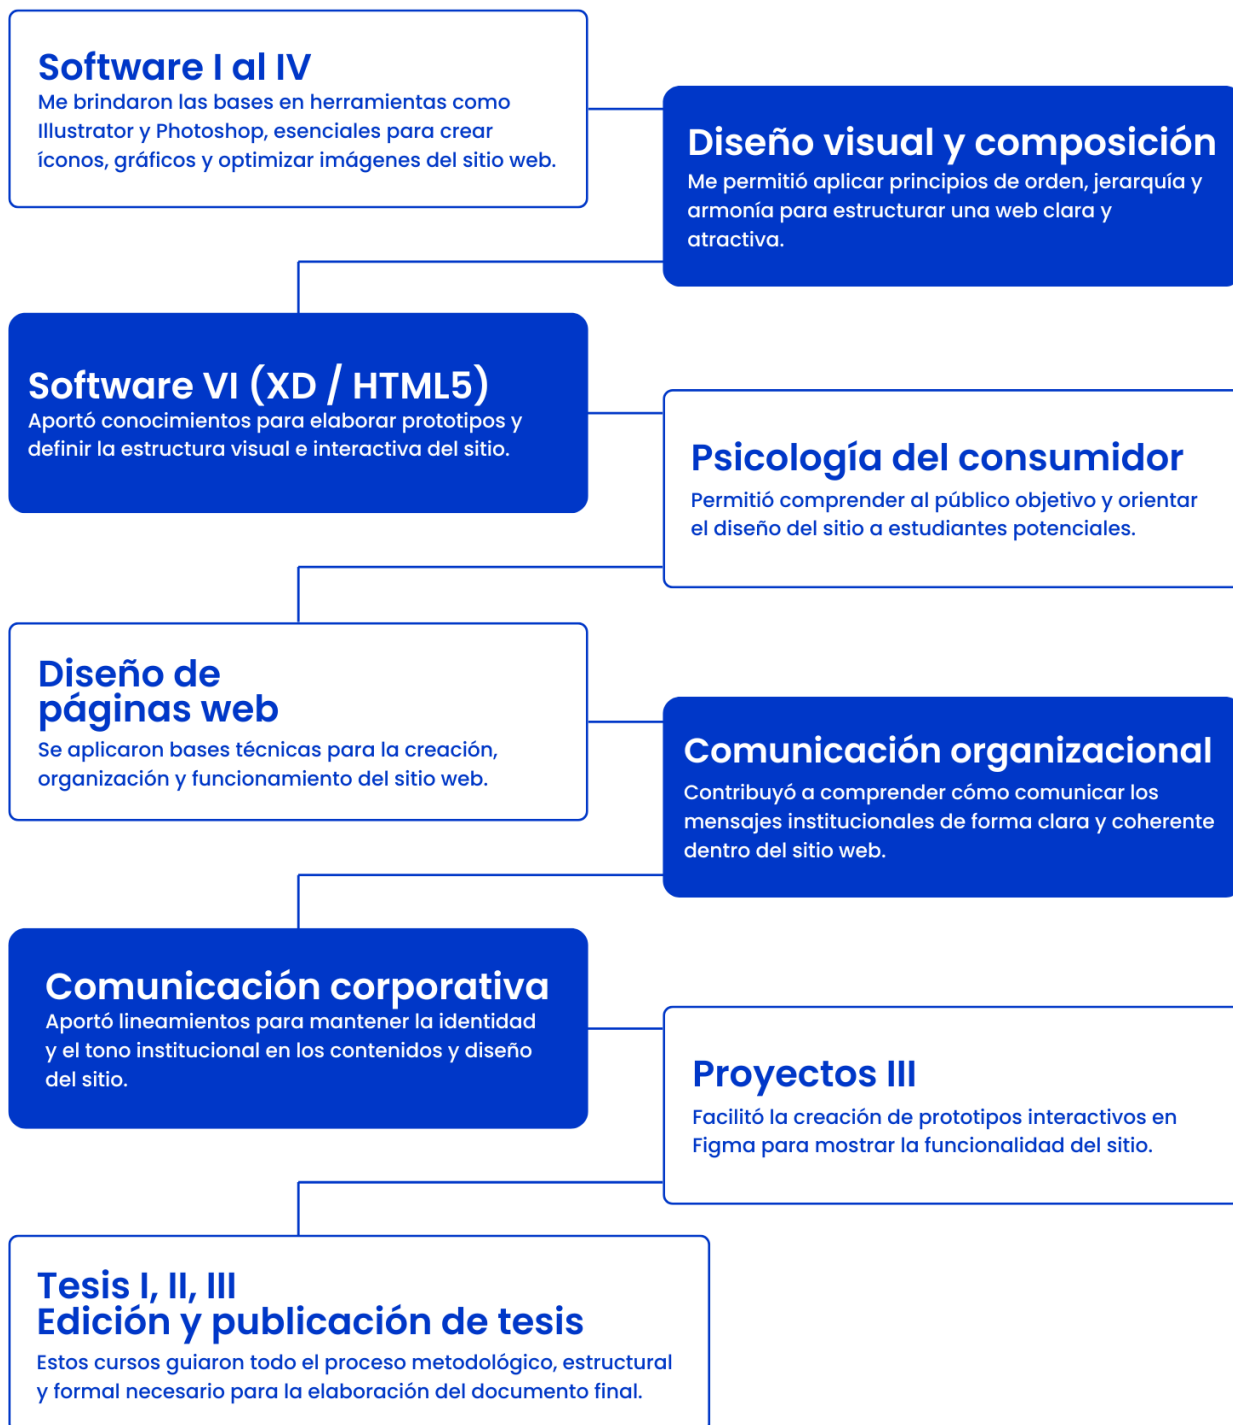 Software I al IV
Me brindaron las bases en herramientas como
Illustrator y Photoshop, esenciales para crear
íconos, gráficos y optimizar imágenes del sitio web.
Diseño visual y composición
Me permitió aplicar principios de orden, jerarquía y
armonía para estructurar una web clara y
atractiva.
Software VI (XD / HTML5)
Aportó conocimientos para elaborar prototipos y
definir la estructura visual e interactiva del sitio.
Psicología del consumidor
Permitió comprender al público objetivo y orientar
el diseño del sitio a estudiantes potenciales.
Diseño de
páginas web
Se aplicaron bases técnicas para la creación,
organización y funcionamiento del sitio web.
Comunicación organizacional
Contribuyó a comprender cómo comunicar los
mensajes institucionales de forma clara y coherente
dentro del sitio web.
Comunicación corporativa
Aportó lineamientos para mantener la identidad
y el tono institucional en los contenidos y diseño
del sitio.
Proyectos III
Facilitó la creación de prototipos interactivos en
Figma para mostrar la funcionalidad del sitio.
Tesis I, II, III
Edición y publicación de tesis
Estos cursos guiaron todo el proceso metodológico, estructural
y formal necesario para la elaboración del documento final.